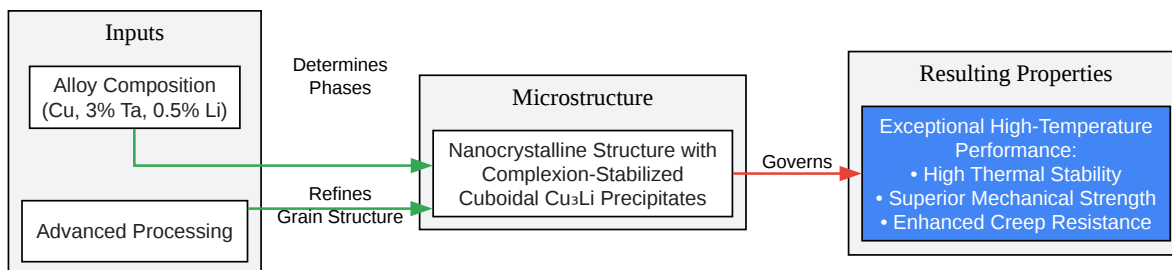 Inputs
Alloy Composition
(Cu, 3% Ta, 0.5% Li)
Advanced Processing
Determines
Phases
Refines
Grain Structure
Microstructure
Nanocrystalline Structure with
Complexion-Stabilized
Cuboidal Cu₃Li Precipitates
Governs
Resulting Properties
Exceptional High-Temperature
Performance:
• High Thermal Stability
• Superior Mechanical Strength
• Enhanced Creep Resistance